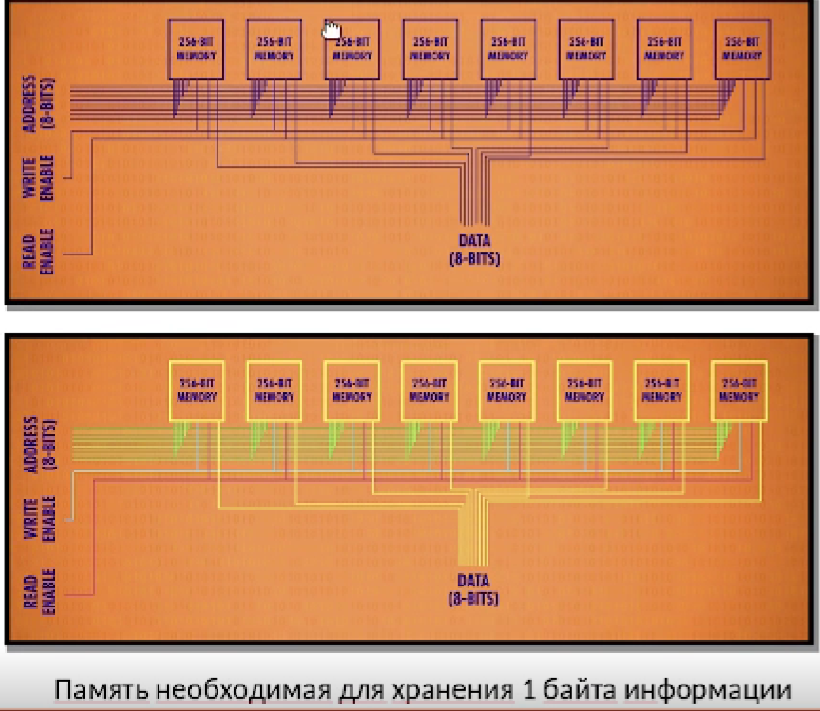 256-BIT 256-BIT 256-BIT 256-BIT 256-BIT 256-BIT 256-BIT 256-BIT
MEMORY MEMORY MEMORY MEMORY MEMORY MEMORY MEMORY MEMORY
ADDRESS
(8-BITS)
WRITE
ENABLE
READ
ENABLE
DATA
(8-BITS)
256-BIT 256-BIT 256-BIT 256-BIT 256-BIT 256-BIT 256-BIT 256-BIT
MEMORY MEMORY MEMORY MEMORY MEMORY MEMORY MEMORY MEMORY
ADDRESS
(8-BITS)
WRITE
ENABLE
READ
ENABLE
DATA
(8-BITS)
Память необходимая для хранения 1 байта информации